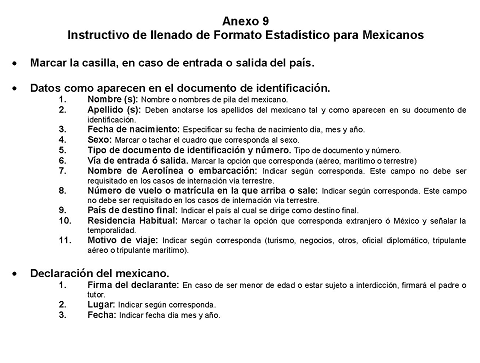 Anexo 9
Instructivo de llenado de Formato Estadístico para Mexicanos
• Marcar la casilla, en caso de entrada o salida del país.
• Datos como aparecen en el documento de identificación.
1. Nombre (s): Nombre o nombres de pila del mexicano.
2. Apellido (s): Deben anotarse los apellidos del mexicano tal y como aparecen en su documento de
identificación.
3. Fecha de nacimiento: Especificar su fecha de nacimiento día, mes y año.
4. Sexo: Marcar o tachar el cuadro que corresponda al sexo.
5. Tipo de documento de identificación y número. Tipo de documento y número.
6. Vía de entrada ó salida. Marcar la opción que corresponda (aéreo, marítimo o terrestre)
7. Nombre de Aerolínea o embarcación: Indicar según corresponda. Este campo no debe ser
requisitado en los casos de internación vía terrestre.
8. Número de vuelo o matrícula en la que arriba o sale: Indicar según corresponda. Este campo
no debe ser requisitado en los casos de internación vía terrestre.
9. País de destino final: Indicar el país al cual se dirige como destino final.
10. Residencia Habitual: Marcar o tachar la opción que corresponda extranjero ó México y señalar la
temporalidad.
11. Motivo de viaje: Indicar según corresponda (turismo, negocios, otros, oficial diplomático, tripulante
aéreo o tripulante marítimo).
• Declaración del mexicano.
1. Firma del declarante: En caso de ser menor de edad o estar sujeto a interdicción, firmará el padre o
tutor.
2. Lugar: Indicar según corresponda.
3. Fecha: Indicar fecha día mes y año.